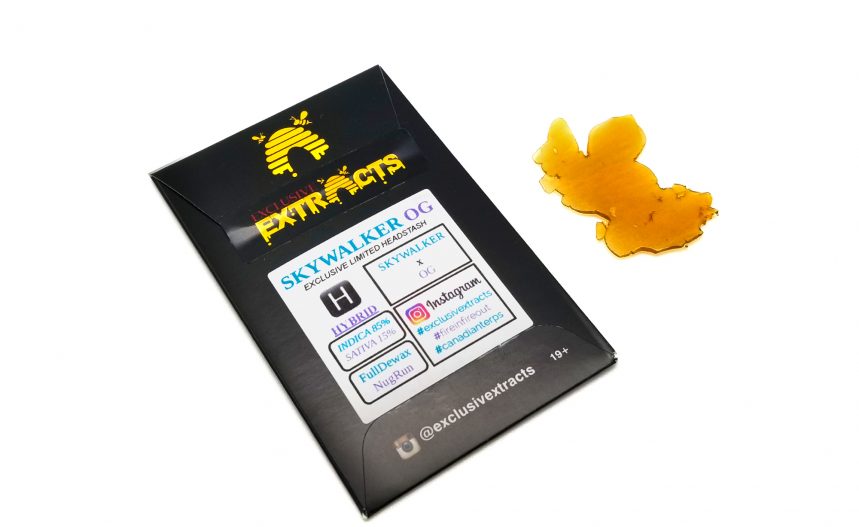 T E
EXCLUSIVE
EXTRACTS
SKYWALKER OG
EXCLUSIVE LIMITED HEADSTASH
H
HYBRID
INDICA 85%
SATIVA 15%
FullDewax
NugRun
SKYWALKER
x
OG
Instagram
#exclusivextracts
#fireinfireout
#canadianterps
@exclusivextracts
19+